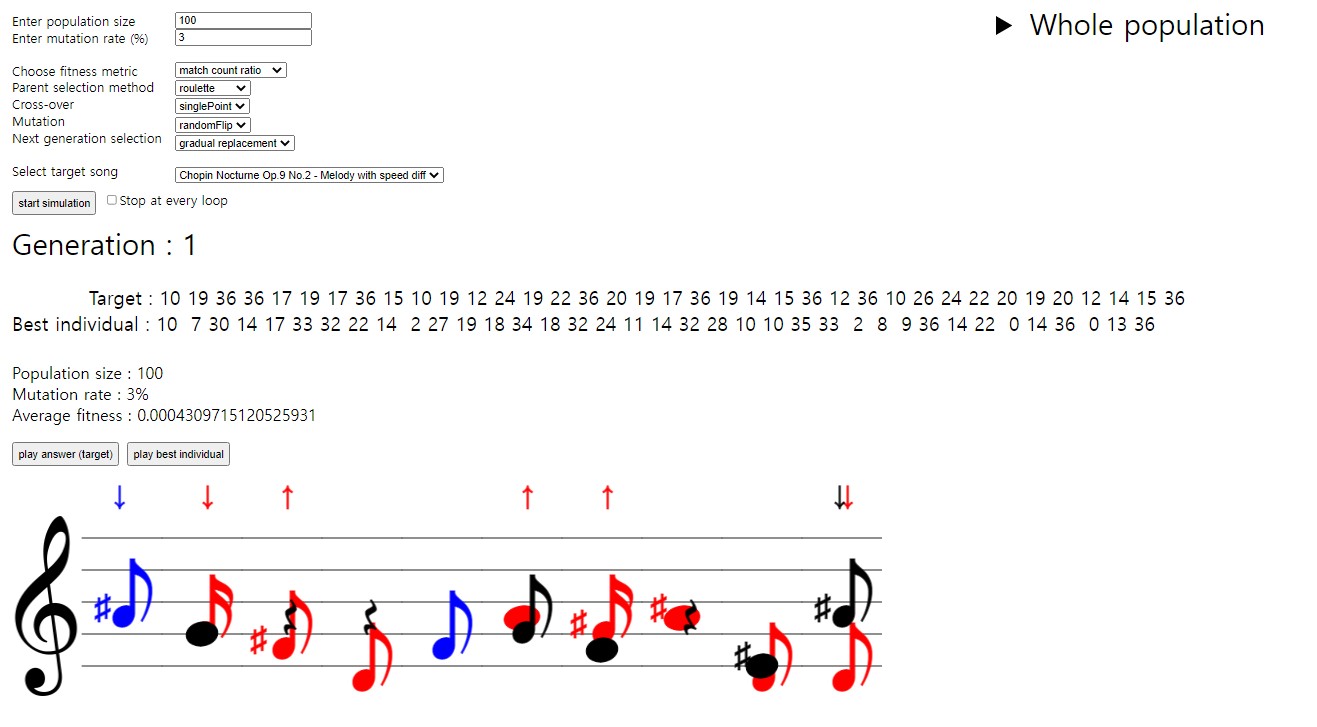 Enter population size 100
Whole population
Enter mutation rate (%) 3
Choose fitness metric match count ratio
Parent selection method roulette
Cross-over singlePoint
Mutation randomFlip
Next generation selection gradual replacement
Select target song Chopin Nocturne Op.9 No.2 - Melody with speed diff
start simulation Stop at every loop
Generation : 1
Target : 10 19 36 36 17 19 17 36 15 10 19 12 24 19 22 36 20 19 17 36 19 14 15 36 12 36 10 26 24 22 20 19 20 12 14 15 36
Best individual : 10 7 30 14 17 33 32 22 14 2 27 19 18 34 18 32 24 11 14 32 28 10 10 35 33 2 8 9 36 14 22 0 14 36 0 13 36
Population size : 100
Mutation rate : 3%
Average fitness : 0.0004309715120525931
play answer (target) play best individual